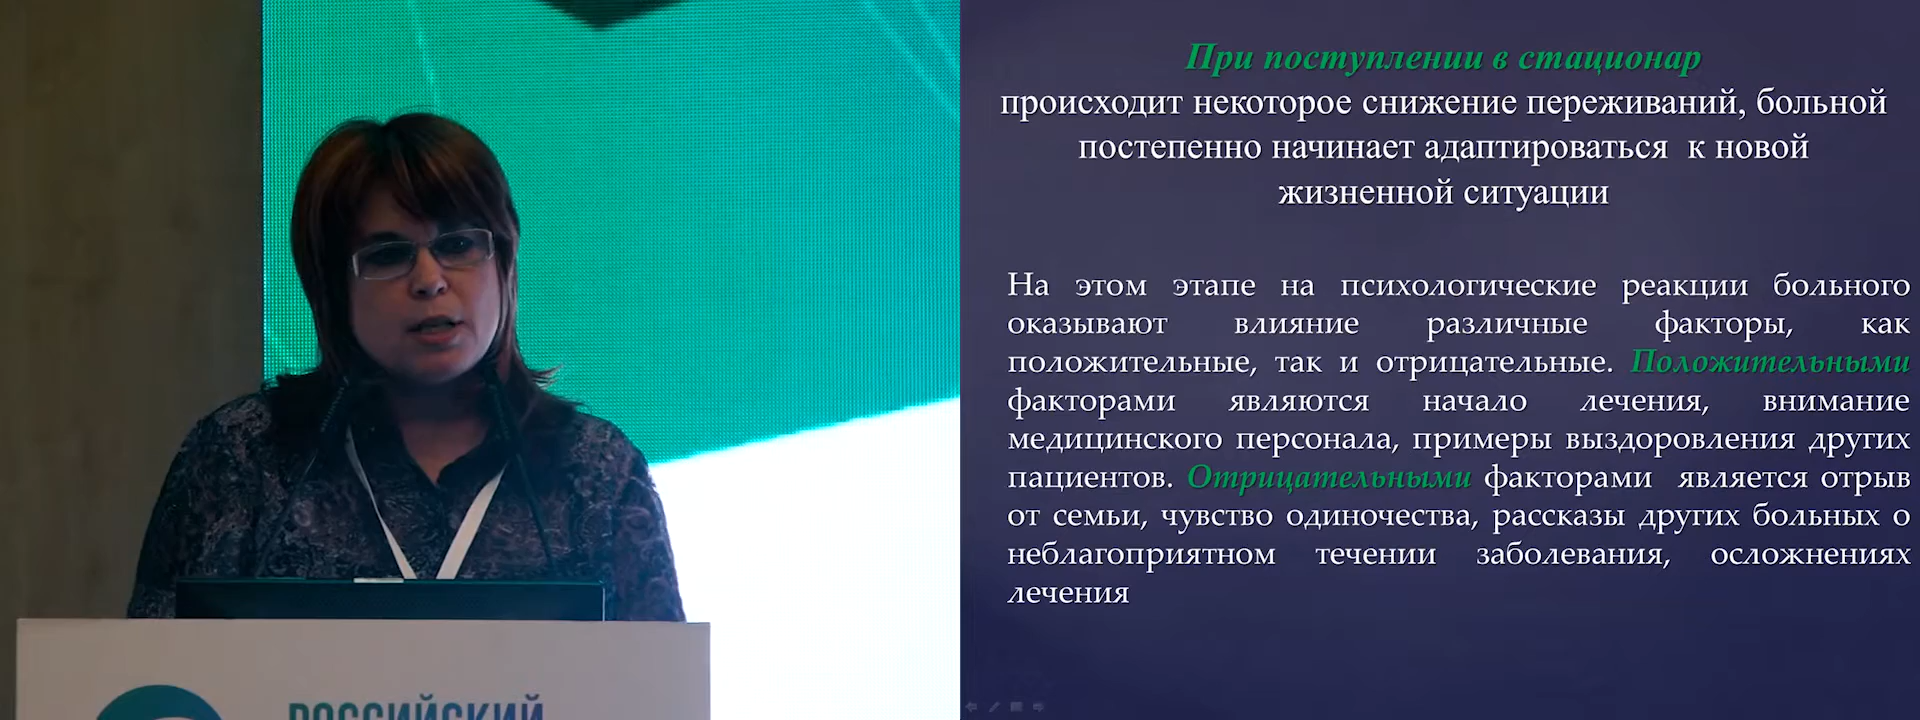 При поступлении в стационар
происходит некоторое снижение переживаний, больной
постепенно начинает адаптироваться к новой
жизненной ситуации
На этом этапе на психологические реакции больного
оказывают влияние различные факторы, как
положительные, так и отрицательные. Положительными
факторами являются начало лечения, внимание
медицинского персонала, примеры выздоровления других
пациентов. Отрицательными факторами является отрыв
от семьи, чувство одиночества, рассказы других больных о
неблагоприятном течении заболевания, осложнениях
лечения
РОССИЙСКИЙ